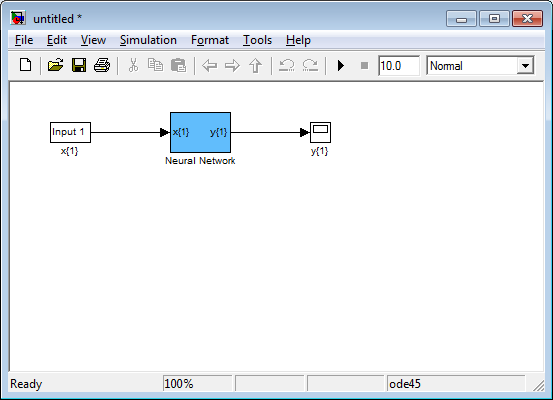 untitled *
File Edit View Simulation Format Tools Help
10.0 Normal
Input 1 x{1} y{1}
x{1} Neural Network y{1}
Ready 100% ode45